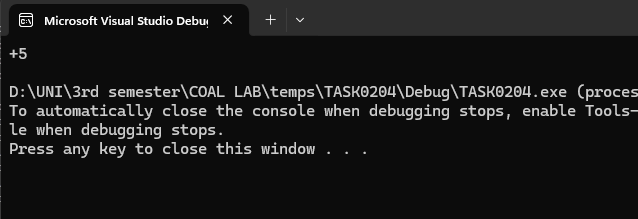 Microsoft Visual Studio Debu
+5
D:\UNI\3rd semester\COAL LAB\temps\TASK0204\Debug\TASK0204.exe (proces
To automatically close the console when debugging stops, enable Tools-
le when debugging stops.
Press any key to close this window . . .